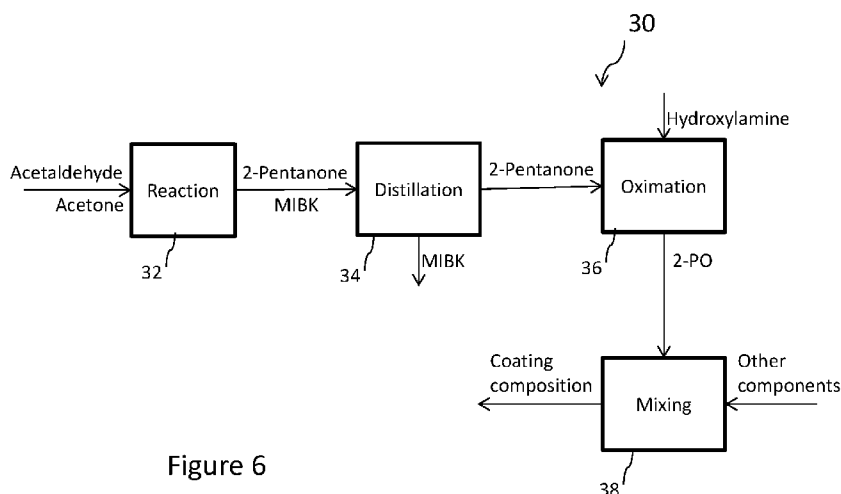 30
Hydroxylamine
Acetaldehyde
Acetone
Reaction
32
2-Pentanone
MIBK
Distillation
34
MIBK
2-Pentanone
Oximation
36
2-PO
Coating
composition
Mixing
38
Other
components
Figure 6